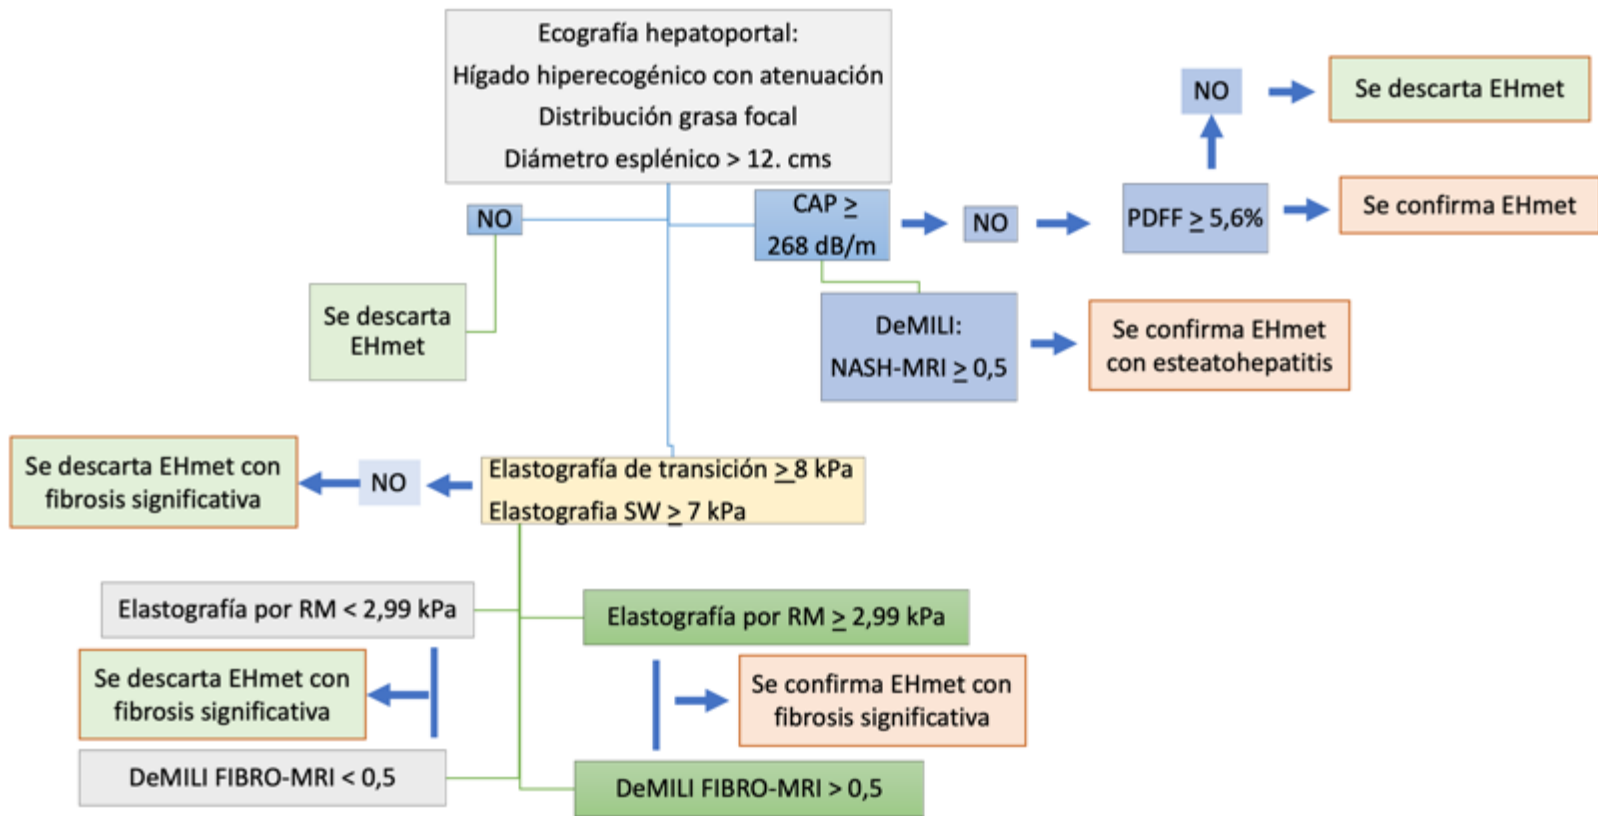 Ecografía hepatoportal:
Hígado hiperecogénico con atenuación
Distribución grasa focal
Diámetro esplénico > 12. cms
NO
Se descarta EHmet
NO
CAP ≥
268 dB/m
NO
PDFF ≥ 5,6%
Se confirma EHmet
Se descarta
EHmet
DeMILI:
NASH-MRI ≥ 0,5
Se confirma EHmet
con esteatohepatitis
Se descarta EHmet con
fibrosis significativa
NO
Elastografía de transición ≥8 kPa
Elastografia SW ≥ 7 kPa
Elastografía por RM < 2,99 kPa
Elastografía por RM ≥ 2,99 kPa
Se descarta EHmet con
fibrosis significativa
Se confirma EHmet con
fibrosis significativa
DeMILI FIBRO-MRI < 0,5
DeMILI FIBRO-MRI > 0,5